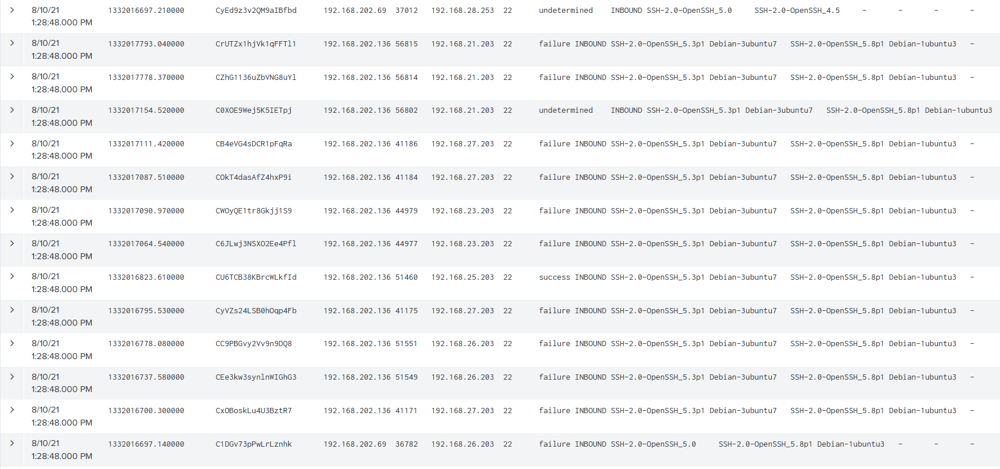 8/10/21 1332016697.210000 CyEd9z3v2QM9aIBfbd 192.168.202.69 37012 192.168.28.253 22 undetermined INBOUND SSH-2.0-OpenSSH_5.0 SSH-2.0-OpenSSH_4.5 - - - -
1:28:48.000 PM
8/10/21 1332017793.040000 CrUTZx1hjVk1qFFTl1 192.168.202.136 56815 192.168.21.203 22 failure INBOUND SSH-2.0-OpenSSH_5.3p1 Debian-3ubuntu7 SSH-2.0-OpenSSH_5.8p1 Debian-1ubuntu3 -
1:28:48.000 PM
8/10/21 1332017778.370000 CZhG1136uZbVNG8uYl 192.168.202.136 56814 192.168.21.203 22 failure INBOUND SSH-2.0-OpenSSH_5.3p1 Debian-3ubuntu7 SSH-2.0-OpenSSH_5.8p1 Debian-1ubuntu3 -
1:28:48.000 PM
8/10/21 1332017154.520000 C0XOE9Wej5K5IETpj 192.168.202.136 56802 192.168.21.203 22 undetermined INBOUND SSH-2.0-OpenSSH_5.3p1 Debian-3ubuntu7 SSH-2.0-OpenSSH_5.8p1 Debian-1ubuntu3
1:28:48.000 PM
8/10/21 1332017111.420000 CB4eVG4sDCR1pFqRa 192.168.202.136 41186 192.168.27.203 22 failure INBOUND SSH-2.0-OpenSSH_5.3p1 Debian-3ubuntu7 SSH-2.0-OpenSSH_5.8p1 Debian-1ubuntu3 -
1:28:48.000 PM
8/10/21 1332017087.510000 COkT4dasAfZ4hxP9i 192.168.202.136 41184 192.168.27.203 22 failure INBOUND SSH-2.0-OpenSSH_5.3p1 Debian-3ubuntu7 SSH-2.0-OpenSSH_5.8p1 Debian-1ubuntu3 -
1:28:48.000 PM
8/10/21 1332017090.970000 CWOyQE1tr8Gkjj1S9 192.168.202.136 44979 192.168.23.203 22 failure INBOUND SSH-2.0-OpenSSH_5.3p1 Debian-3ubuntu7 SSH-2.0-OpenSSH_5.8p1 Debian-1ubuntu3 -
1:28:48.000 PM
8/10/21 1332017064.540000 C6JLwj3NSXO2Ee4Pfl 192.168.202.136 44977 192.168.23.203 22 failure INBOUND SSH-2.0-OpenSSH_5.3p1 Debian-3ubuntu7 SSH-2.0-OpenSSH_5.8p1 Debian-1ubuntu3 -
1:28:48.000 PM
8/10/21 1332016823.610000 CU6TCB38KBrcWLkfId 192.168.202.136 51460 192.168.25.203 22 success INBOUND SSH-2.0-OpenSSH_5.3p1 Debian-3ubuntu7 SSH-2.0-OpenSSH_5.8p1 Debian-1ubuntu3 -
1:28:48.000 PM
8/10/21 1332016795.530000 CyVZs24LSB0hOqp4Fb 192.168.202.136 41175 192.168.27.203 22 failure INBOUND SSH-2.0-OpenSSH_5.3p1 Debian-3ubuntu7 SSH-2.0-OpenSSH_5.8p1 Debian-1ubuntu3 -
1:28:48.000 PM
8/10/21 1332016778.080000 CC9PBGvy2Vv9n9DQ8 192.168.202.136 51551 192.168.26.203 22 failure INBOUND SSH-2.0-OpenSSH_5.3p1 Debian-3ubuntu7 SSH-2.0-OpenSSH_5.8p1 Debian-1ubuntu3 -
1:28:48.000 PM
8/10/21 1332016737.580000 CEe3kw3synlnWIGhG3 192.168.202.136 51549 192.168.26.203 22 failure INBOUND SSH-2.0-OpenSSH_5.3p1 Debian-3ubuntu7 SSH-2.0-OpenSSH_5.8p1 Debian-1ubuntu3 -
1:28:48.000 PM
8/10/21 1332016700.300000 CxOBoskLu4U3BztR7 192.168.202.136 41171 192.168.27.203 22 failure INBOUND SSH-2.0-OpenSSH_5.3p1 Debian-3ubuntu7 SSH-2.0-OpenSSH_5.8p1 Debian-1ubuntu3 -
1:28:48.000 PM
8/10/21 1332016697.140000 C1DGv73pPwLrLznhk 192.168.202.69 36782 192.168.26.203 22 failure INBOUND SSH-2.0-OpenSSH_5.0 SSH-2.0-OpenSSH_5.8p1 Debian-1ubuntu3 - - -
1:28:48.000 PM